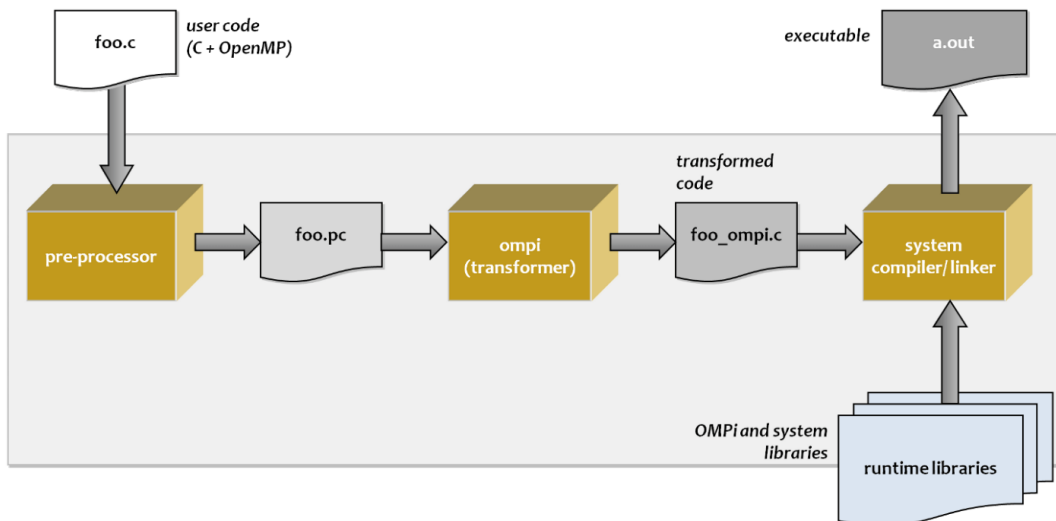 foo.c
user code
(C + OpenMP)
executable
a.out
transformed
code
pre-processor
foo.pc
ompi
(transformer)
foo_ompi.c
system
compiler/linker
OMPi and system
libraries
runtime libraries